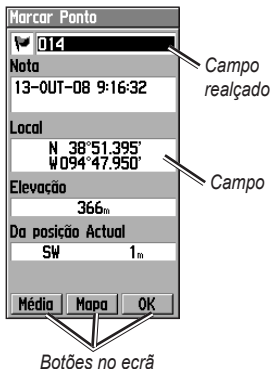 Marcar Ponto
014
Campo
realçado
Nota
13-OUT-08 9:16:32
Local
N 38°51.395'
W094°47.950'
Campo
Elevação
366m
Da posição Actual
SW 1m
Média Mapa OK
Botões no ecrã